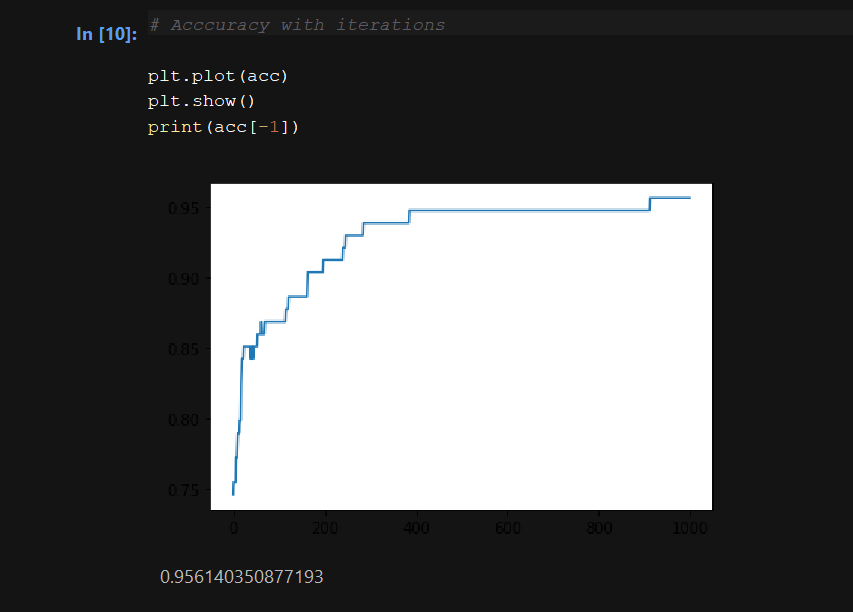 # Acccuracy with iterations
In [10]:
plt.plot(acc)
plt.show()
print(acc[-1])
0.95
0.90
0.85
0.80
0.75
0 200 400 600 800 1000
0.956140350877193